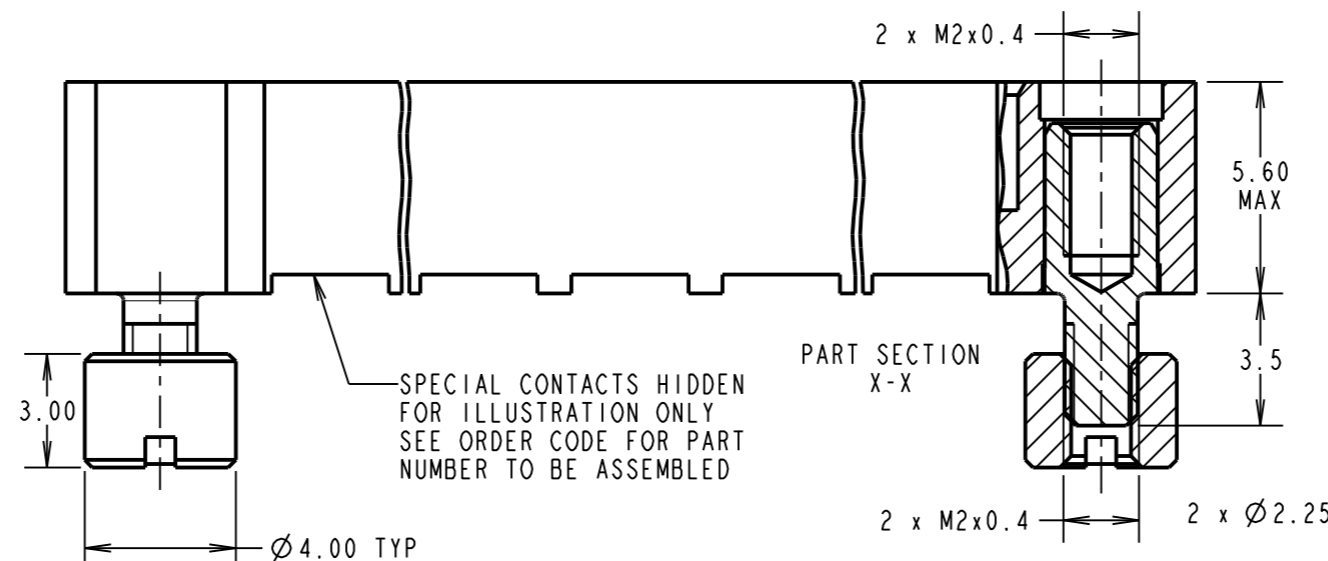 2 x M2x0.4
5.60
MAX
PART SECTION
X-X
3.5
3.00
SPECIAL CONTACTS HIDDEN
FOR ILLUSTRATION ONLY
SEE ORDER CODE FOR PART
NUMBER TO BE ASSEMBLED
2 x M2x0.4
2 x Ø2.25
Ø4.00 TYP